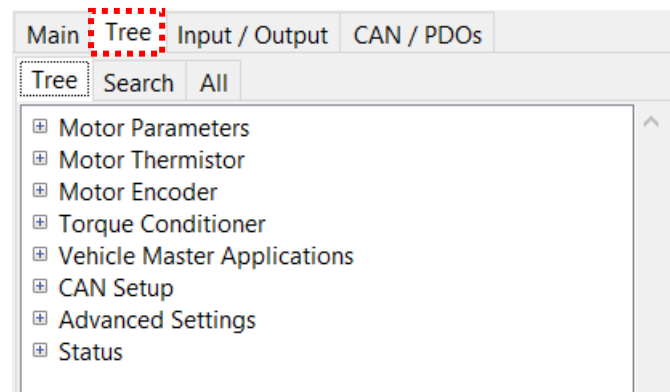 Main Tree Input / Output CAN / PDOs
Tree Search All
Motor Parameters
Motor Thermistor
Motor Encoder
Torque Conditioner
Vehicle Master Applications
CAN Setup
Advanced Settings
Status